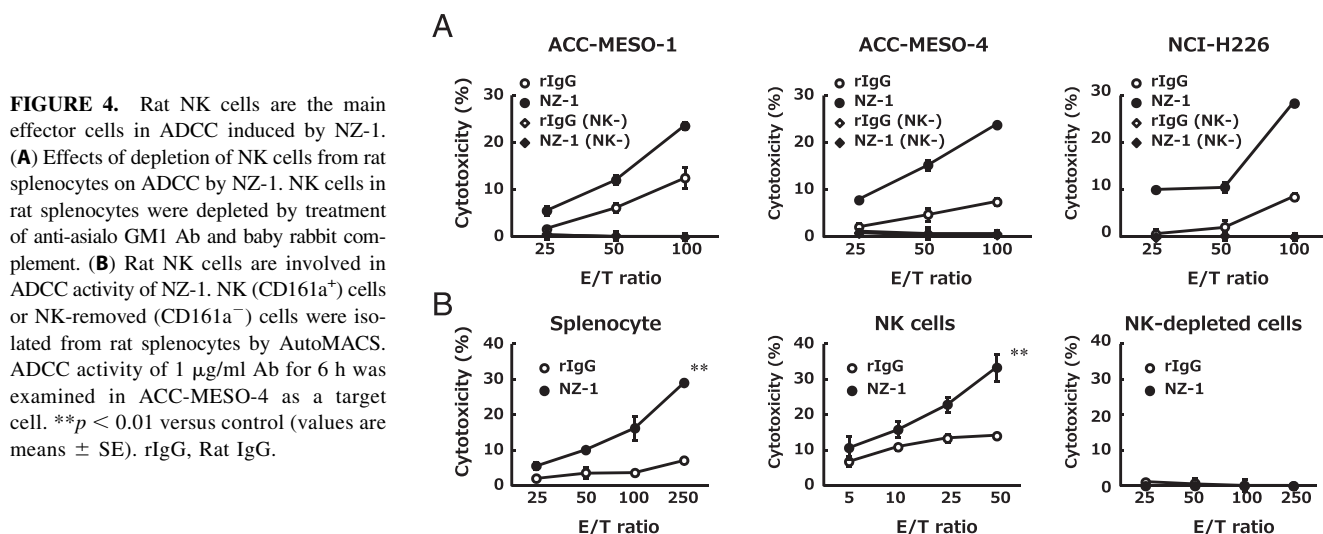 FIGURE 4. Rat NK cells are the main
effector cells in ADCC induced by NZ-1.
(A) Effects of depletion of NK cells from rat
splenocytes on ADCC by NZ-1. NK cells in
rat splenocytes were depleted by treatment
of anti-asialo GM1 Ab and baby rabbit com-
plement. (B) Rat NK cells are involved in
ADCC activity of NZ-1. NK (CD161a+) cells
or NK-removed (CD161a−) cells were iso-
lated from rat splenocytes by AutoMACS.
ADCC activity of 1 μg/ml Ab for 6 h was
examined in ACC-MESO-4 as a target
cell. **p < 0.01 versus control (values are
means ± SE). rIgG, Rat IgG.
A
ACC-MESO-1
Cytotoxicity (%)
30
20
10
0
rIgG
NZ-1
rIgG (NK-)
NZ-1 (NK-)
25 50 100
E/T ratio
ACC-MESO-4
Cytotoxicity (%)
30
20
10
0
rIgG
NZ-1
rIgG (NK-)
NZ-1 (NK-)
25 50 100
E/T ratio
NCI-H226
Cytotoxicity (%)
30
20
10
0
rIgG
NZ-1
rIgG (NK-)
NZ-1 (NK-)
25 50 100
E/T ratio
B
Splenocyte
Cytotoxicity (%)
40
30
20
10
0
rIgG
NZ-1
**
25 50 100 250
E/T ratio
NK cells
Cytotoxicity (%)
40
30
20
10
0
rIgG
NZ-1
**
5 10 25 50
E/T ratio
NK-depleted cells
Cytotoxicity (%)
40
30
20
10
0
rIgG
NZ-1
25 50 100 250
E/T ratio